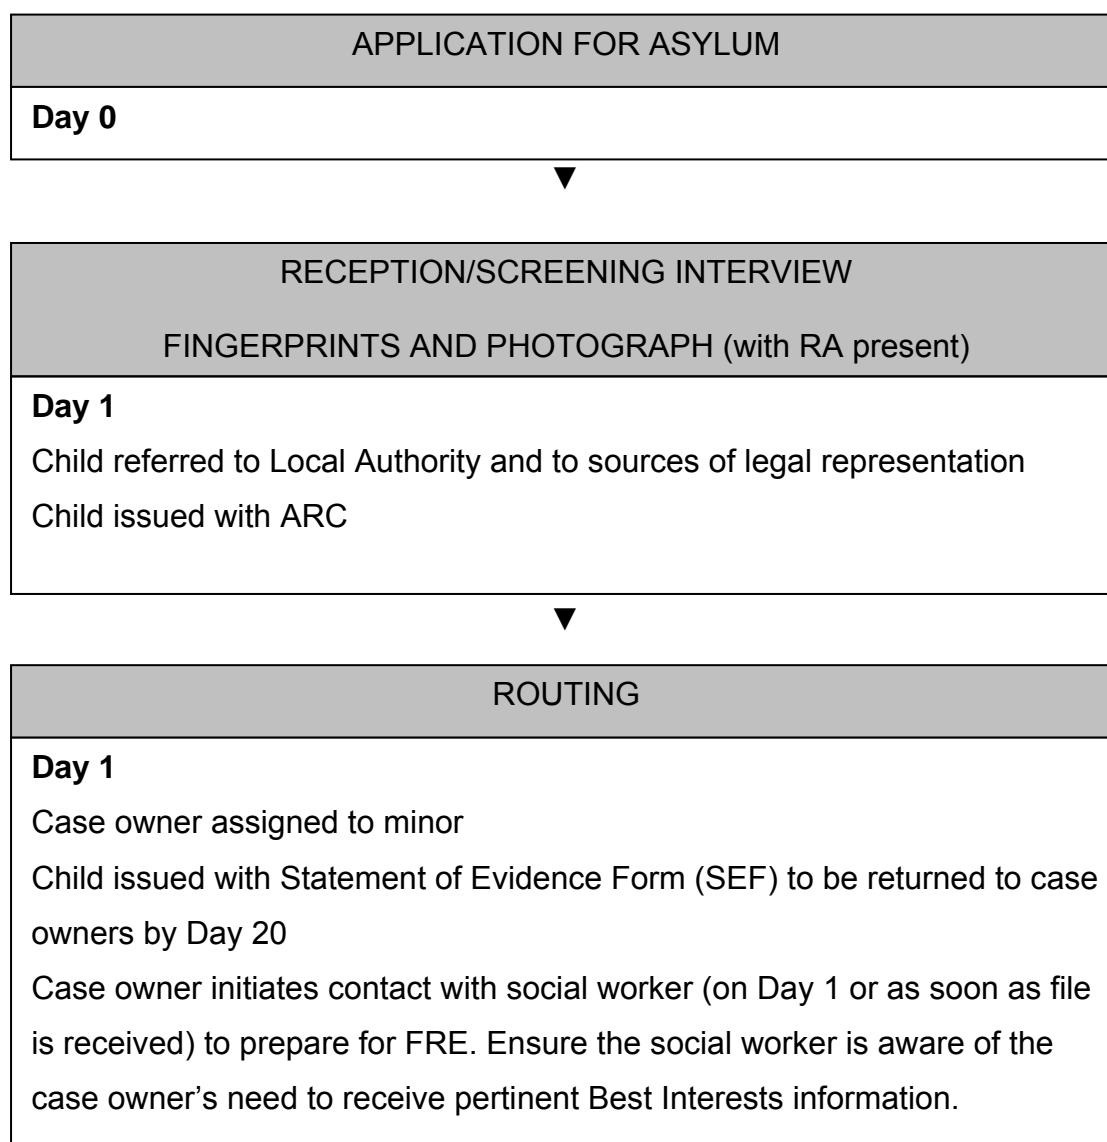 APPLICATION FOR ASYLUM
Day 0
▼
RECEPTION/SCREENING INTERVIEW
FINGERPRINTS AND PHOTOGRAPH (with RA present)
Day 1
Child referred to Local Authority and to sources of legal representation
Child issued with ARC
▼
ROUTING
Day 1
Case owner assigned to minor
Child issued with Statement of Evidence Form (SEF) to be returned to case
owners by Day 20
Case owner initiates contact with social worker (on Day 1 or as soon as file
is received) to prepare for FRE. Ensure the social worker is aware of the
case owner’s need to receive pertinent Best Interests information.